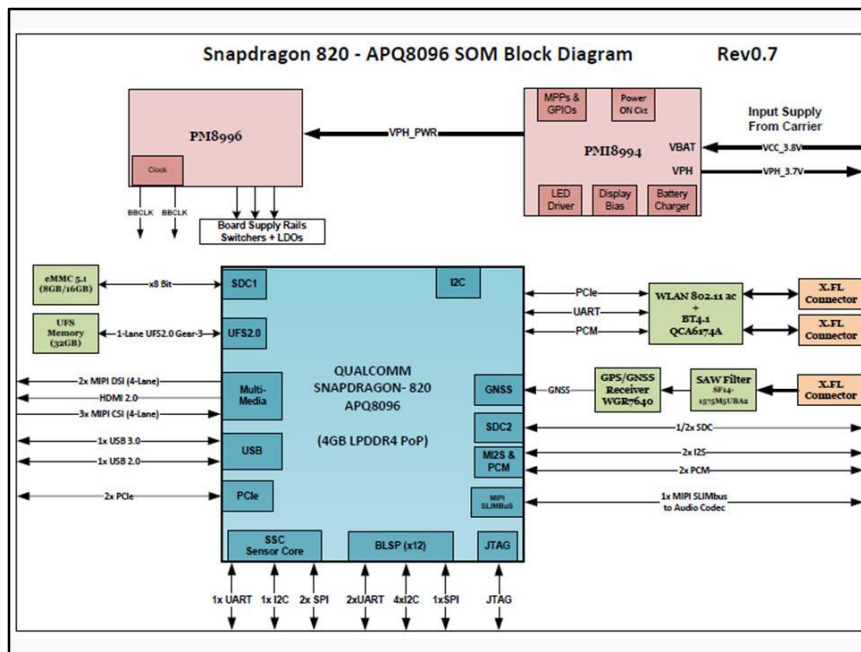 Snapdragon 820 - APQ8096 SOM Block Diagram
Rev0.7
PM8996
Clock
BBCLK
BBCLK
Board Supply Rails
Switchers + LDOs
VPH_PWR
MPPs &
GPIOs
Power
ON Ckt
PMI8994
VBAT
VPH
LED
Driver
Display
Bias
Battery
Charger
Input Supply
From Carrier
VCC_3.8V
VPH_3.7V
eMMC 5.1
(8GB/16GB)
x8 Bit
SDC1
UFS
Memory
(32GB)
1-Lane UFS2.0 Gear-3
UFS2.0
2x MIPI DSI (4-Lane)
HDMI 2.0
3x MIPI CSI (4-Lane)
Multi-
Media
1x USB 3.0
1x USB 2.0
USB
2x PCIe
PCIe
I2C
QUALCOMM
SNAPDRAGON- 820
APQ8096
(4GB LPDDR4 PoP)
GNSS
SDC2
MI2S &
PCM
MIPI
SLIMBuS
SSC
Sensor Core
BLSP (x12)
JTAG
PCIe
UART
PCM
WLAN 802.11 ac
+
BT4.1
QCA6174A
X.FL
Connector
X.FL
Connector
GNSS
GPS/GNSS
Receiver
WGR7640
SAW Filter
SF14-
1575M5UBA2
X.FL
Connector
1/2x SDC
2x I2S
2x PCM
1x MIPI SLIMbus
to Audio Codec
1x UART
1x I2C
2x SPI
2xUART
4xI2C
1xSPI
JTAG